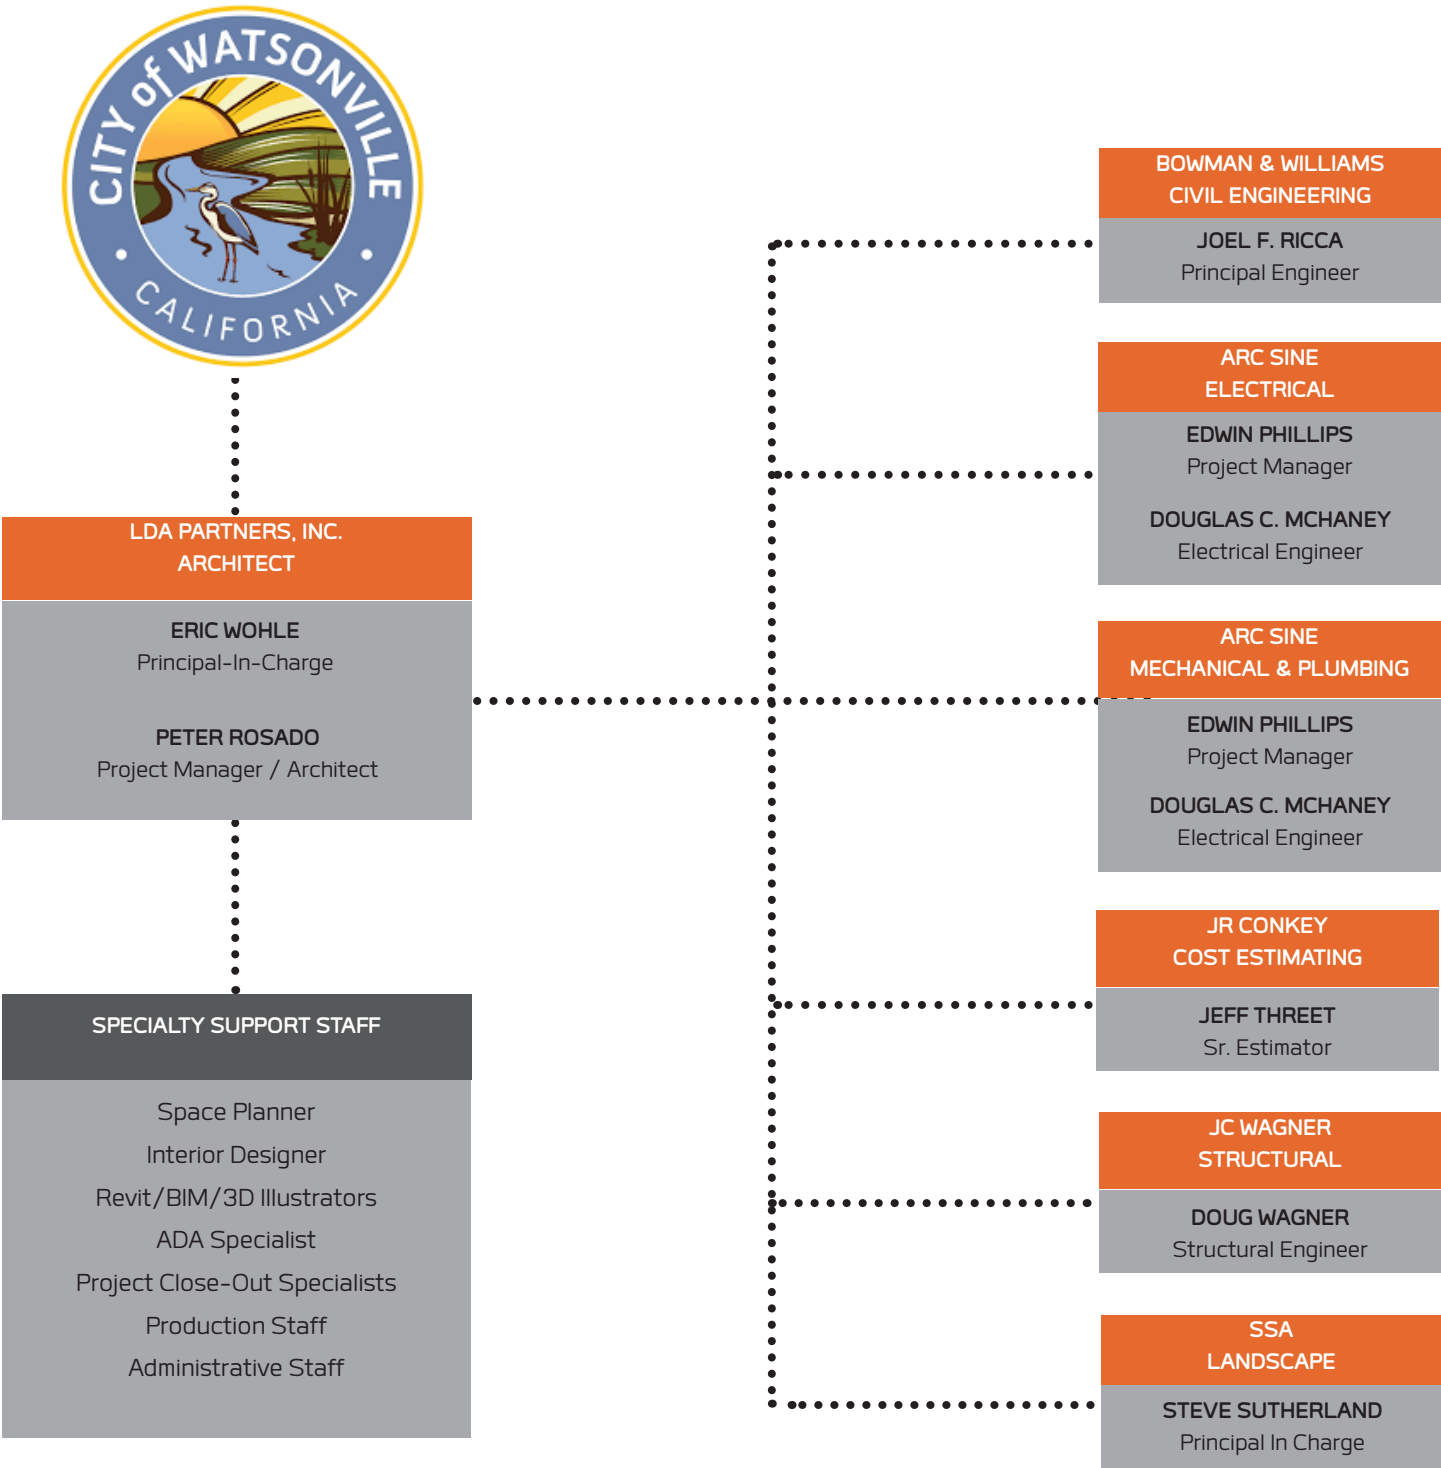 CITY of WATSONVILLE
CALIFORNIA
LDA PARTNERS, INC.
ARCHITECT
ERIC WOHLE
Principal-In-Charge
PETER ROSADO
Project Manager / Architect
SPECIALTY SUPPORT STAFF
Space Planner
Interior Designer
Revit/BIM/3D Illustrators
ADA Specialist
Project Close-Out Specialists
Production Staff
Administrative Staff
BOWMAN & WILLIAMS
CIVIL ENGINEERING
JOEL F. RICCA
Principal Engineer
ARC SINE
ELECTRICAL
EDWIN PHILLIPS
Project Manager
DOUGLAS C. MCHANEY
Electrical Engineer
ARC SINE
MECHANICAL & PLUMBING
EDWIN PHILLIPS
Project Manager
DOUGLAS C. MCHANEY
Electrical Engineer
JR CONKEY
COST ESTIMATING
JEFF THREET
Sr. Estimator
JC WAGNER
STRUCTURAL
DOUG WAGNER
Structural Engineer
SSA
LANDSCAPE
STEVE SUTHERLAND
Principal In Charge